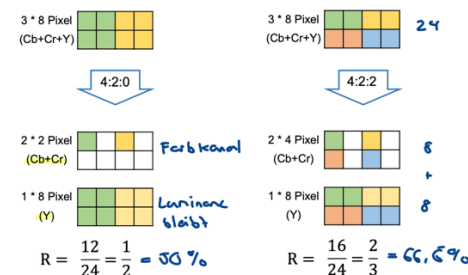 3 * 8 Pixel
(Cb+Cr+Y)
4:2:0
2 * 2 Pixel
(Cb+Cr)
Farbkanal
1 * 8 Pixel
(Y)
Luminanz
bleibt
R = 12/24 = 1/2 = 50 %
3 * 8 Pixel
(Cb+Cr+Y)
24
4:2:2
2 * 4 Pixel
(Cb+Cr)
8
+
1 * 8 Pixel
(Y)
8
R = 16/24 = 2/3 = 66,6 %